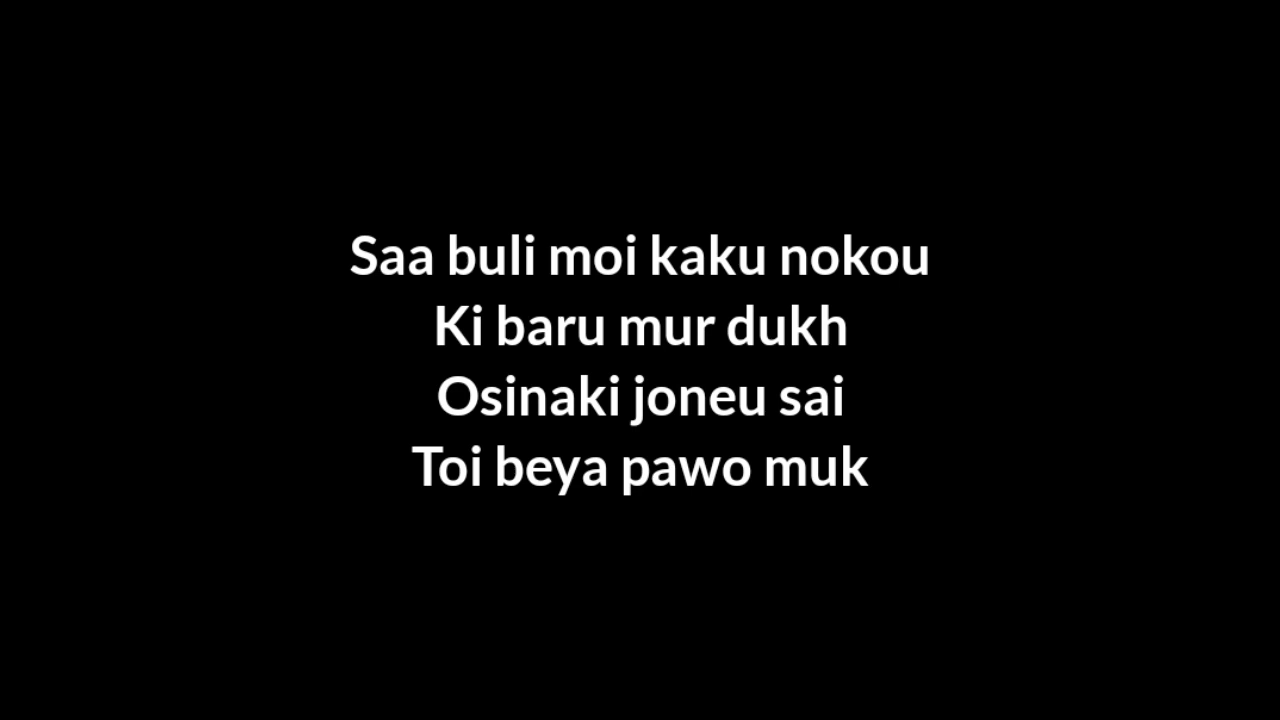 Saa buli moi kaku nokou
Ki baru mur dukh
Osinaki joneu sai
Toi beya pawo muk